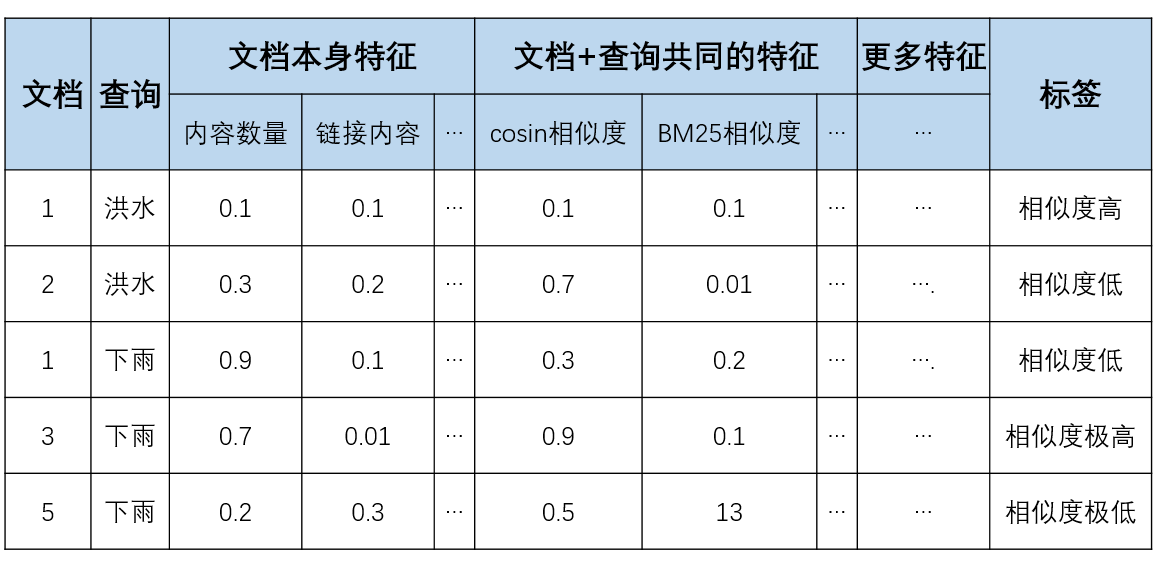 文档 查询 文档本身特征 文档+查询共同的特征 更多特征 标签
内容数量 链接内容 … cosin相似度 BM25相似度 … …
1 洪水 0.1 0.1 … 0.1 0.1 … … 相似度高
2 洪水 0.3 0.2 … 0.7 0.01 … …. 相似度低
1 下雨 0.9 0.1 … 0.3 0.2 … …. 相似度低
3 下雨 0.7 0.01 … 0.9 0.1 … … 相似度极高
5 下雨 0.2 0.3 … 0.5 13 … … 相似度极低